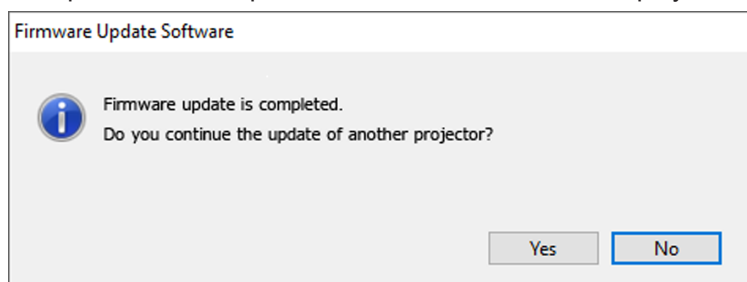 Firmware Update Software
Firmware update is completed.
Do you continue the update of another projector?
Yes No